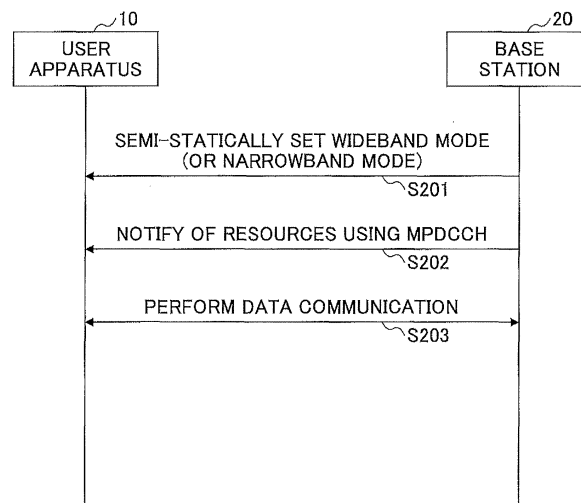 10
USER
APPARATUS
20
BASE
STATION
SEMI-STATICALLY SET WIDEBAND MODE
(OR NARROWBAND MODE)
S201
NOTIFY OF RESOURCES USING MPDCCH
S202
PERFORM DATA COMMUNICATION
S203